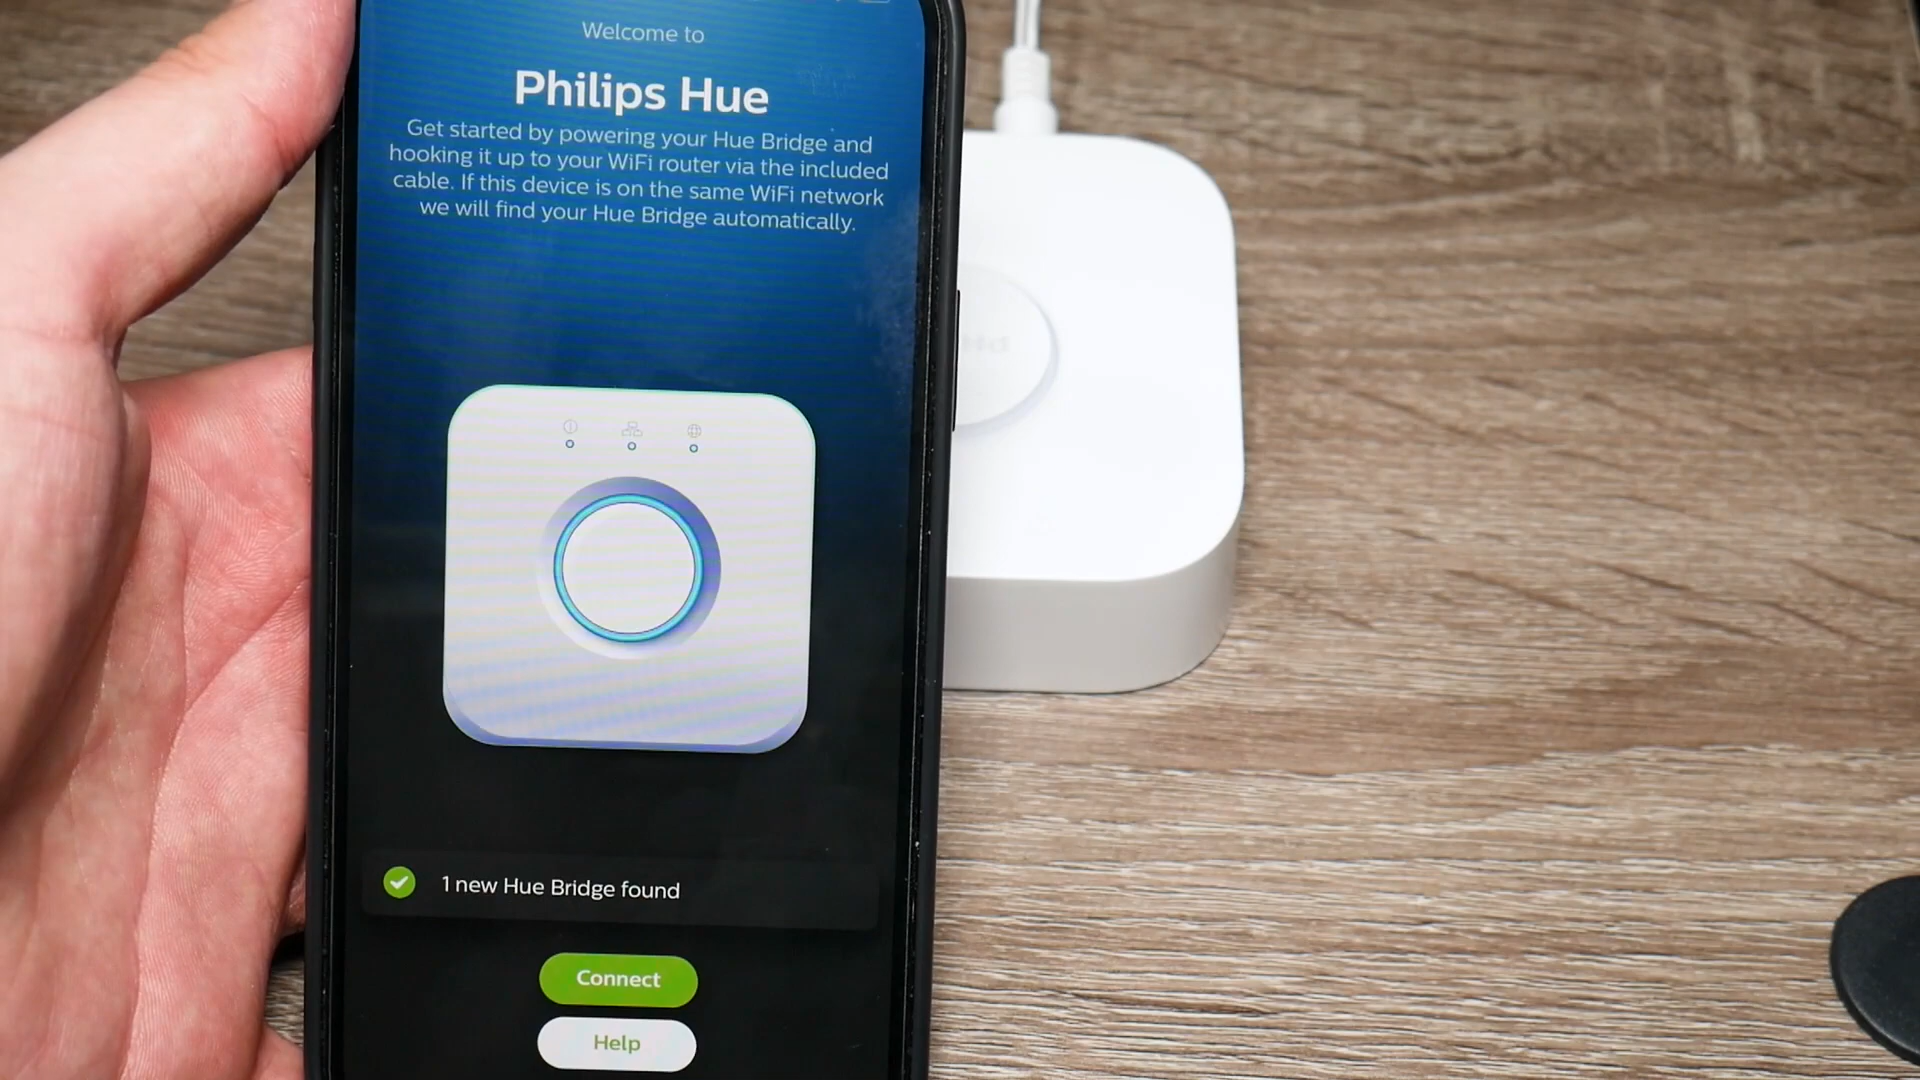 Welcome to
Philips Hue
Get started by powering your Hue Bridge and
hooking it up to your WiFi router via the included
cable. If this device is on the same WiFi network
we will find your Hue Bridge automatically.
1 new Hue Bridge found
Connect
Help